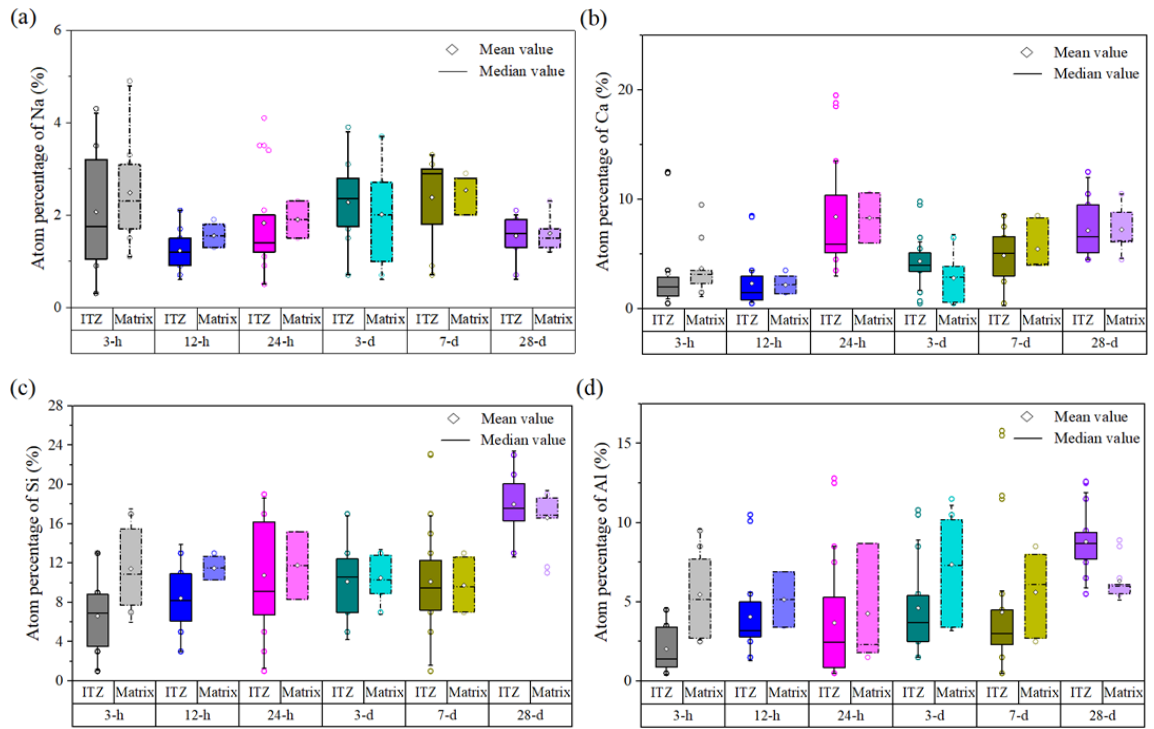 (a)
Atom percentage of Na (%)
6
4
2
0
Mean value
Median value
ITZ Matrix ITZ Matrix ITZ Matrix ITZ Matrix ITZ Matrix ITZ Matrix
3-h 12-h 24-h 3-d 7-d 28-d
(b)
Atom percentage of Ca (%)
20
10
0
Mean value
Median value
ITZ Matrix ITZ Matrix ITZ Matrix ITZ Matrix ITZ Matrix ITZ Matrix
3-h 12-h 24-h 3-d 7-d 28-d
(c)
Atom percentage of Si (%)
28
24
20
16
12
8
4
0
Mean value
Median value
ITZ Matrix ITZ Matrix ITZ Matrix ITZ Matrix ITZ Matrix ITZ Matrix
3-h 12-h 24-h 3-d 7-d 28-d
(d)
Atom percentage of Al (%)
15
10
5
0
Mean value
Median value
ITZ Matrix ITZ Matrix ITZ Matrix ITZ Matrix ITZ Matrix ITZ Matrix
3-h 12-h 24-h 3-d 7-d 28-d